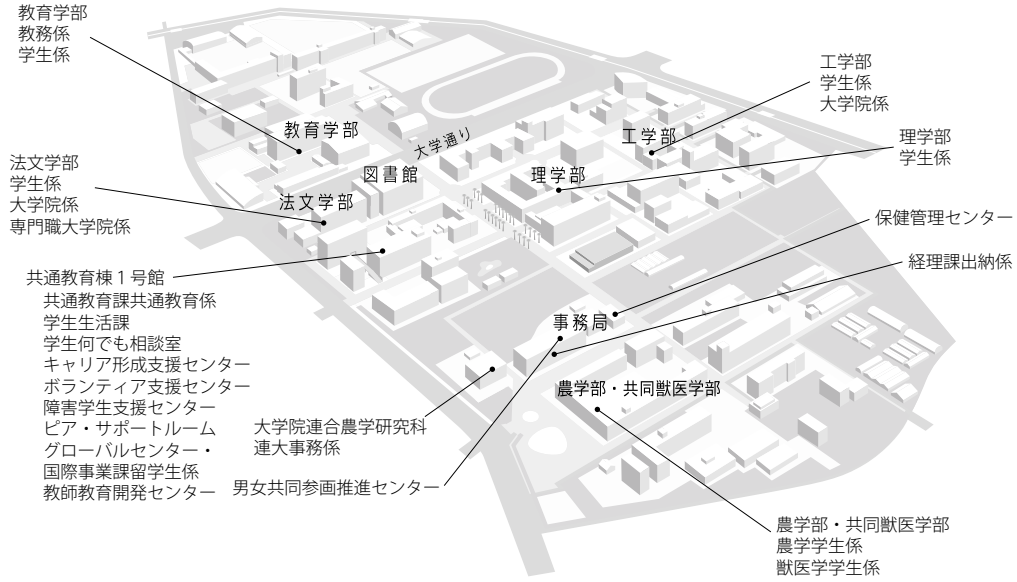 教育学部
教務係
学生係
工学部
学生係
大学院係
理学部
学生係
法文学部
学生係
大学院係
専門職大学院係
保健管理センター
経理課出納係
共通教育棟１号館
共通教育課共通教育係
学生生活課
学生何でも相談室
キャリア形成支援センター
ボランティア支援センター
障害学生支援センター
ピア・サポートルーム
グローバルセンター・
国際事業課留学生係
教師教育開発センター
大学院連合農学研究科
連大事務係
男女共同参画推進センター
農学部・共同獣医学部
農学学生係
獣医学学生係
教育学部
大学通り
工学部
図書館
理学部
法文学部
事務局
農学部・共同獣医学部